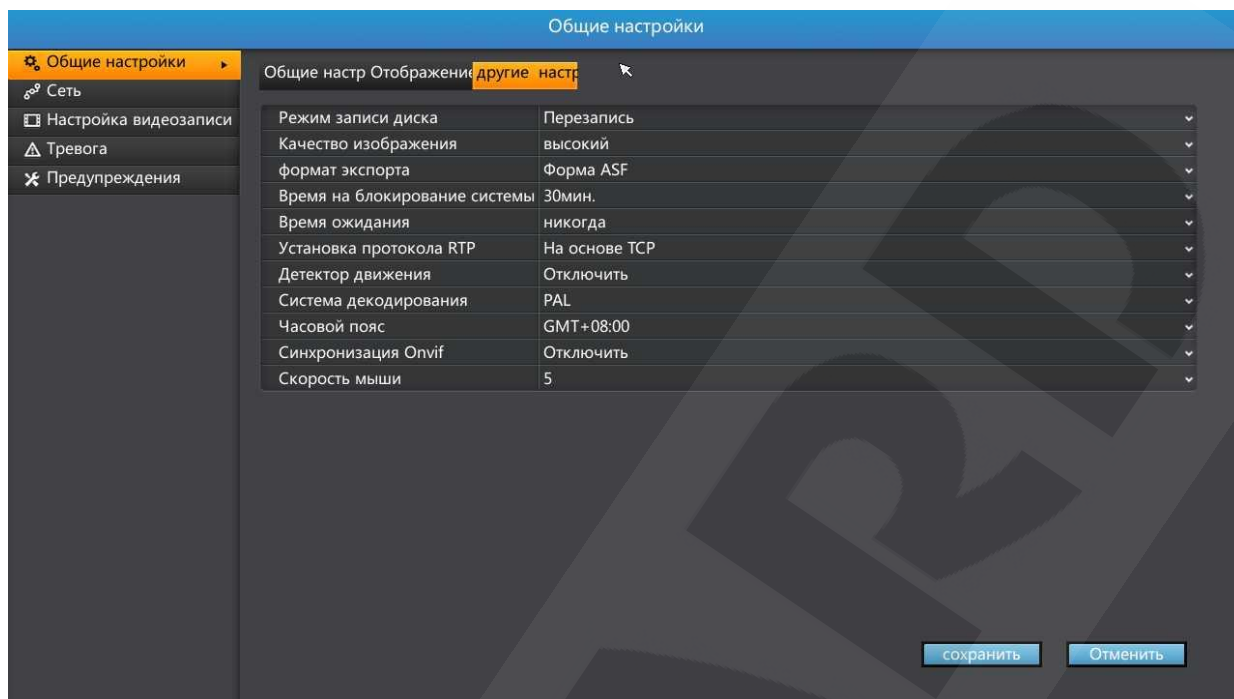 Общие настройки
Общие настройки
Сеть
Настройка видеозаписи
Тревога
Предупреждения
Общие настр Отображение другие настр
Режим записи диска Перезапись
Качество изображения высокий
формат экспорта Форма ASF
Время на блокирование системы 30мин.
Время ожидания никогда
Установка протокола RTP На основе TCP
Детектор движения Отключить
Система декодирования PAL
Часовой пояс GMT+08:00
Синхронизация Onvif Отключить
Скорость мыши 5
сохранить Отменить